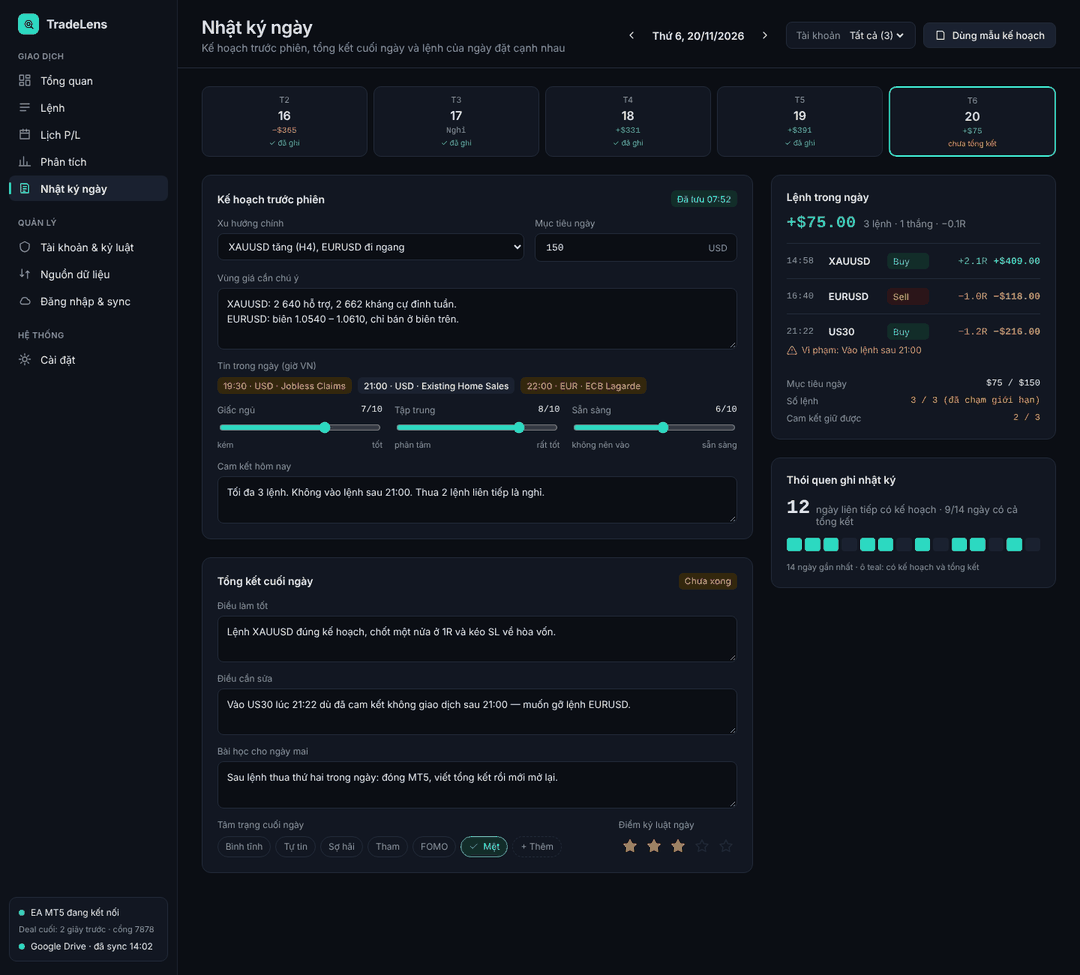 TradeLens
GIAO DỊCH
Tổng quan
Lệnh
Lịch P/L
Phân tích
Nhật ký ngày
QUẢN LÝ
Tài khoản & kỷ luật
Nguồn dữ liệu
Đăng nhập & sync
HỆ THỐNG
Cài đặt
EA MT5 đang kết nối
Deal cuối: 2 giây trước · cổng 7878
Google Drive · đã sync 14:02
Nhật ký ngày
Kế hoạch trước phiên, tổng kết cuối ngày và lệnh của ngày đặt cạnh nhau
Thứ 6, 20/11/2026
Tài khoản Tất cả (3)
Dùng mẫu kế hoạch
T2
16
−$365
✓ đã ghi
T3
17
Nghỉ
✓ đã ghi
T4
18
+$331
✓ đã ghi
T5
19
+$391
✓ đã ghi
T6
20
+$75
chưa tổng kết
Kế hoạch trước phiên
Đã lưu 07:52
Xu hướng chính
XAUUSD tăng (H4), EURUSD đi ngang
Mục tiêu ngày
150 USD
Vùng giá cần chú ý
XAUUSD: 2 640 hỗ trợ, 2 662 kháng cự đỉnh tuần.
EURUSD: biên 1.0540 – 1.0610, chỉ bán ở biên trên.
Tin trong ngày (giờ VN)
19:30 · USD · Jobless Claims
21:00 · USD · Existing Home Sales
22:00 · EUR · ECB Lagarde
Giấc ngủ 7/10
kém tốt
Tập trung 8/10
phân tâm rất tốt
Sẵn sàng 6/10
không nên vào sẵn sàng
Cam kết hôm nay
Tối đa 3 lệnh. Không vào lệnh sau 21:00. Thua 2 lệnh liên tiếp là nghỉ.
Tổng kết cuối ngày
Chưa xong
Điều làm tốt
Lệnh XAUUSD đúng kế hoạch, chốt một nửa ở 1R và kéo SL về hòa vốn.
Điều cần sửa
Vào US30 lúc 21:22 dù đã cam kết không giao dịch sau 21:00 — muốn gỡ lệnh EURUSD.
Bài học cho ngày mai
Sau lệnh thua thứ hai trong ngày: đóng MT5, viết tổng kết rồi mới mở lại.
Tâm trạng cuối ngày
Bình tĩnh
Tự tin
Sợ hãi
Tham
FOMO
✓ Mệt
+ Thêm
Điểm kỷ luật ngày
Lệnh trong ngày
+$75.00 3 lệnh · 1 thắng · −0.1R
14:58 XAUUSD Buy +2.1R +$409.00
16:40 EURUSD Sell −1.0R −$118.00
21:22 US30 Buy −1.2R −$216.00
Vi phạm: Vào lệnh sau 21:00
Mục tiêu ngày $75 / $150
Số lệnh 3 / 3 (đã chạm giới hạn)
Cam kết giữ được 2 / 3
Thói quen ghi nhật ký
12 ngày liên tiếp có kế hoạch · 9/14 ngày có cả
tổng kết
14 ngày gần nhất · ô teal: có kế hoạch và tổng kết